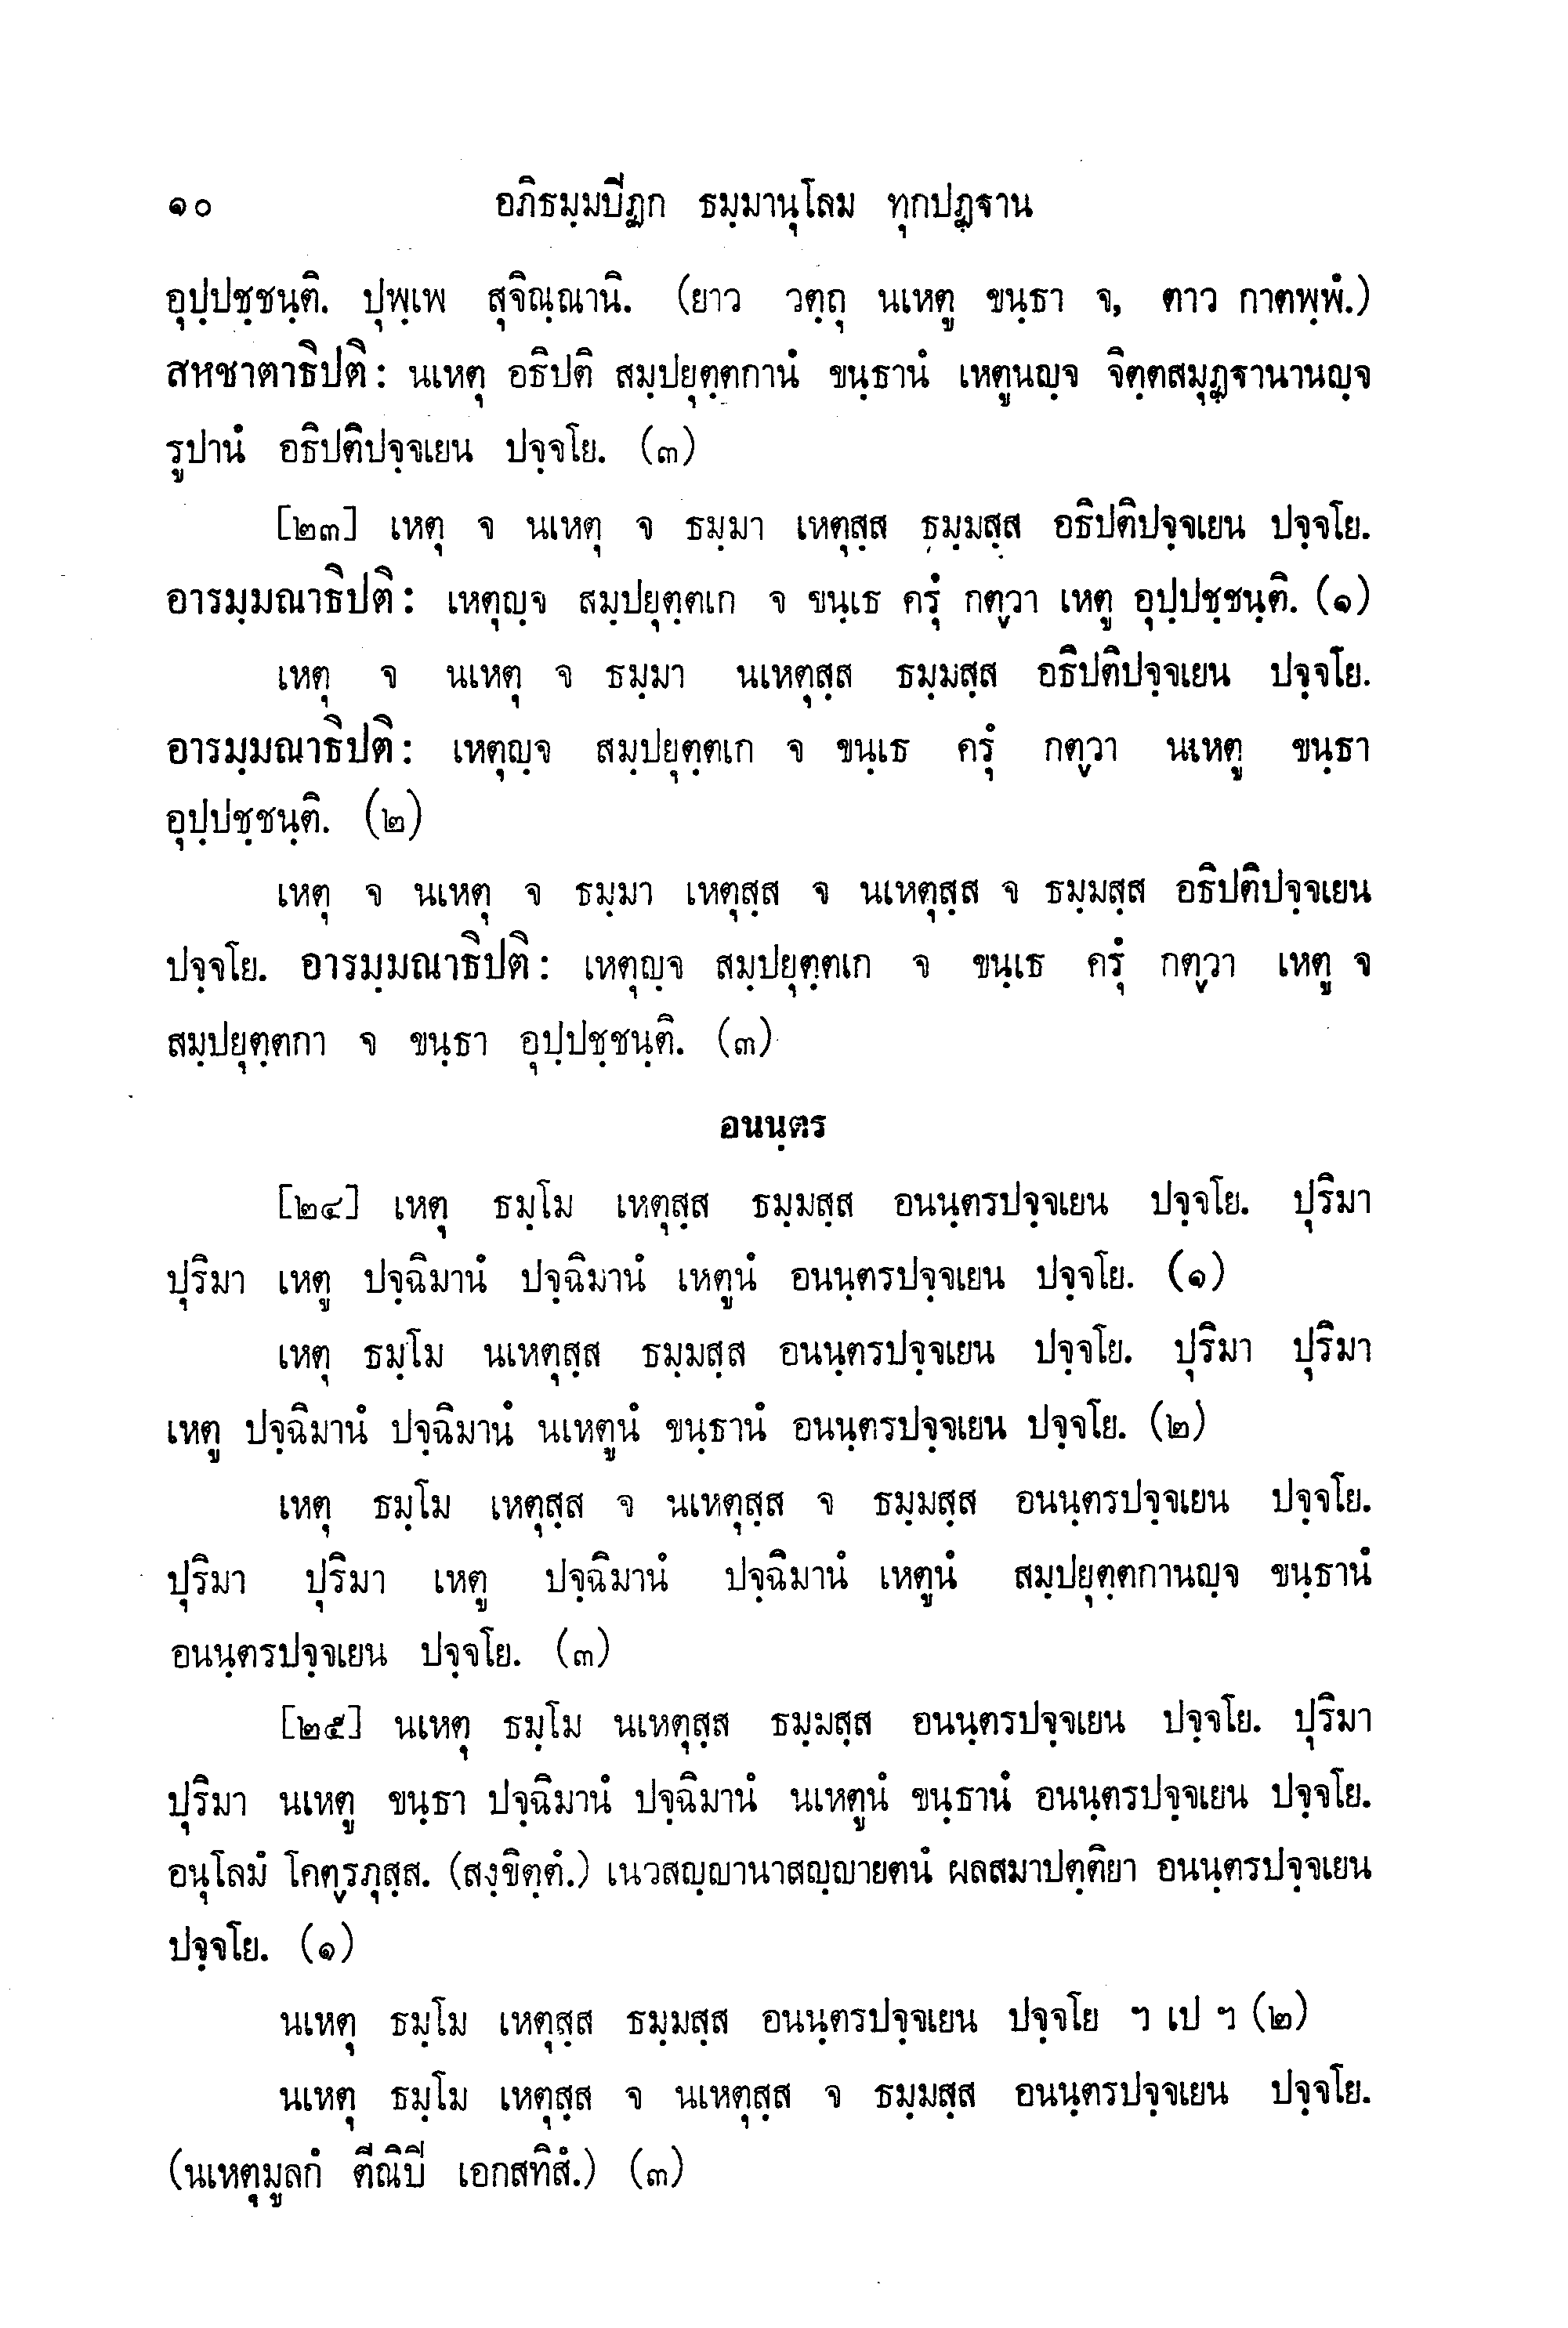 ๑๐ อภิธมฺมปีฏก ธมฺมานุโลม ทุกปฏฺฐาน
อุปฺปชฺชนฺติ. ปุพฺเพ สุจิณฺณานิ. (ยาว วตฺถุ นเหตู ขนฺธา จ, ตาว กาตพฺพํ.)
สหชาตาธิปติ: นเหตุ อธิปติ สมฺปยุตฺตกานํ ขนฺธานํ เหตูนญฺจ จิตฺตสมุฏฺฐานานญฺจ
รูปานํ อธิปติปจฺจเยน ปจฺจโย. (๓)
[๒๓] เหตุ จ นเหตุ จ ธมฺมา เหตุสฺส ธมฺมสฺส อธิปติปจฺจเยน ปจฺจโย.
อารมฺมณาธิปติ: เหตุญฺจ สมฺปยุตฺตเก จ ขนฺเธ ครุํ กตฺวา เหตู อุปฺปชฺชนฺติ. (๑)
เหตุ จ นเหตุ จ ธมฺมา นเหตุสฺส ธมฺมสฺส อธิปติปจฺจเยน ปจฺจโย.
อารมฺมณาธิปติ: เหตุญฺจ สมฺปยุตฺตเก จ ขนฺเธ ครุํ กตฺวา นเหตู ขนฺธา
อุปฺปชฺชนฺติ. (๒)
เหตุ จ นเหตุ จ ธมฺมา เหตุสฺส จ นเหตุสฺส จ ธมฺมสฺส อธิปติปจฺจเยน
ปจฺจโย. อารมฺมณาธิปติ: เหตุญฺจ สมฺปยุตฺตเก จ ขนฺเธ ครุํ กตฺวา เหตู จ
สมฺปยุตฺตกา จ ขนฺธา อุปฺปชฺชนฺติ. (๓)
อนนฺตร
[๒๔] เหตุ ธมฺโม เหตุสฺส ธมฺมสฺส อนนฺตรปจฺจเยน ปจฺจโย. ปุริมา
ปุริมา เหตู ปจฺฉิมานํ ปจฺฉิมานํ เหตูนํ อนนฺตรปจฺจเยน ปจฺจโย. (๑)
เหตุ ธมฺโม นเหตุสฺส ธมฺมสฺส อนนฺตรปจฺจเยน ปจฺจโย. ปุริมา ปุริมา
เหตู ปจฺฉิมานํ ปจฺฉิมานํ นเหตูนํ ขนฺธานํ อนนฺตรปจฺจเยน ปจฺจโย. (๒)
เหตุ ธมฺโม เหตุสฺส จ นเหตุสฺส จ ธมฺมสฺส อนนฺตรปจฺจเยน ปจฺจโย.
ปุริมา ปุริมา เหตู ปจฺฉิมานํ ปจฺฉิมานํ เหตูนํ สมฺปยุตฺตกานญฺจ ขนฺธานํ
อนนฺตรปจฺจเยน ปจฺจโย. (๓)
[๒๕] นเหตุ ธมฺโม นเหตุสฺส ธมฺมสฺส อนนฺตรปจฺจเยน ปจฺจโย. ปุริมา
ปุริมา นเหตู ขนฺธา ปจฺฉิมานํ ปจฺฉิมานํ นเหตูนํ ขนฺธานํ อนนฺตรปจฺจเยน ปจฺจโย.
อนุโลมํ โคตฺรภุสฺส. (สงฺขิตฺตํ.) เนวสญฺญานาสญฺญายตนํ ผลสมาปตฺติยา อนนฺตรปจฺจเยน
ปจฺจโย. (๑)
นเหตุ ธมฺโม เหตุสฺส ธมฺมสฺส อนนฺตรปจฺจเยน ปจฺจโย ฯ เป ฯ (๒)
นเหตุ ธมฺโม เหตุสฺส จ นเหตุสฺส จ ธมฺมสฺส อนนฺตรปจฺจเยน ปจฺจโย.
(นเหตุมูลกํ ตีณิปี เอกสทิสํ.) (๓)